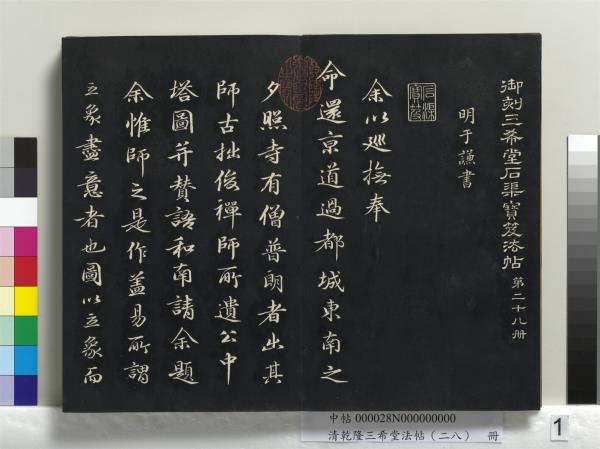 御刻三希堂石渠寶笈法帖 第二十八冊
明于謙書
余以巡撫奉
命還京道過都城東南之
夕照寺有僧普朗者出其
師古拙俊禪師所遺公中
塔圖并贊語和南請余題
余惟師之是作蓋易所謂
立象盡意者也圖以立象而
中帖 000028N000000000
清乾隆三希堂法帖（二八） 冊
1